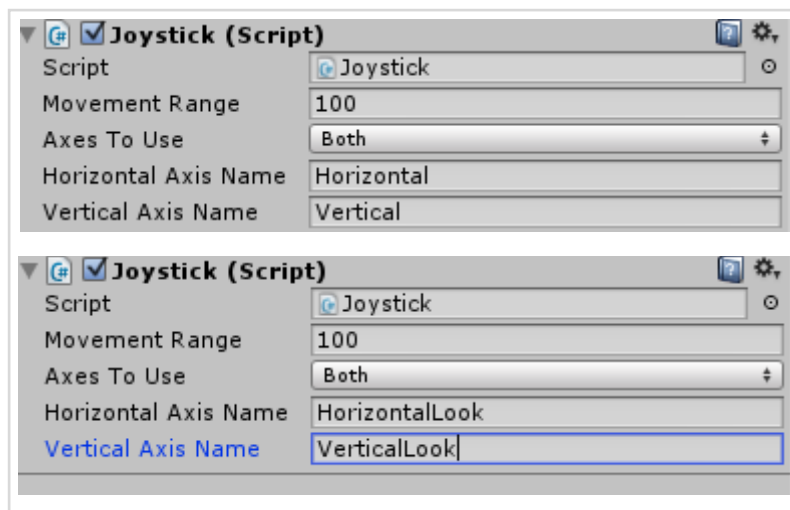 Joystick (Script)
Script Joystick
Movement Range 100
Axes To Use Both
Horizontal Axis Name Horizontal
Vertical Axis Name Vertical
Joystick (Script)
Script Joystick
Movement Range 100
Axes To Use Both
Horizontal Axis Name HorizontalLook
Vertical Axis Name VerticalLook